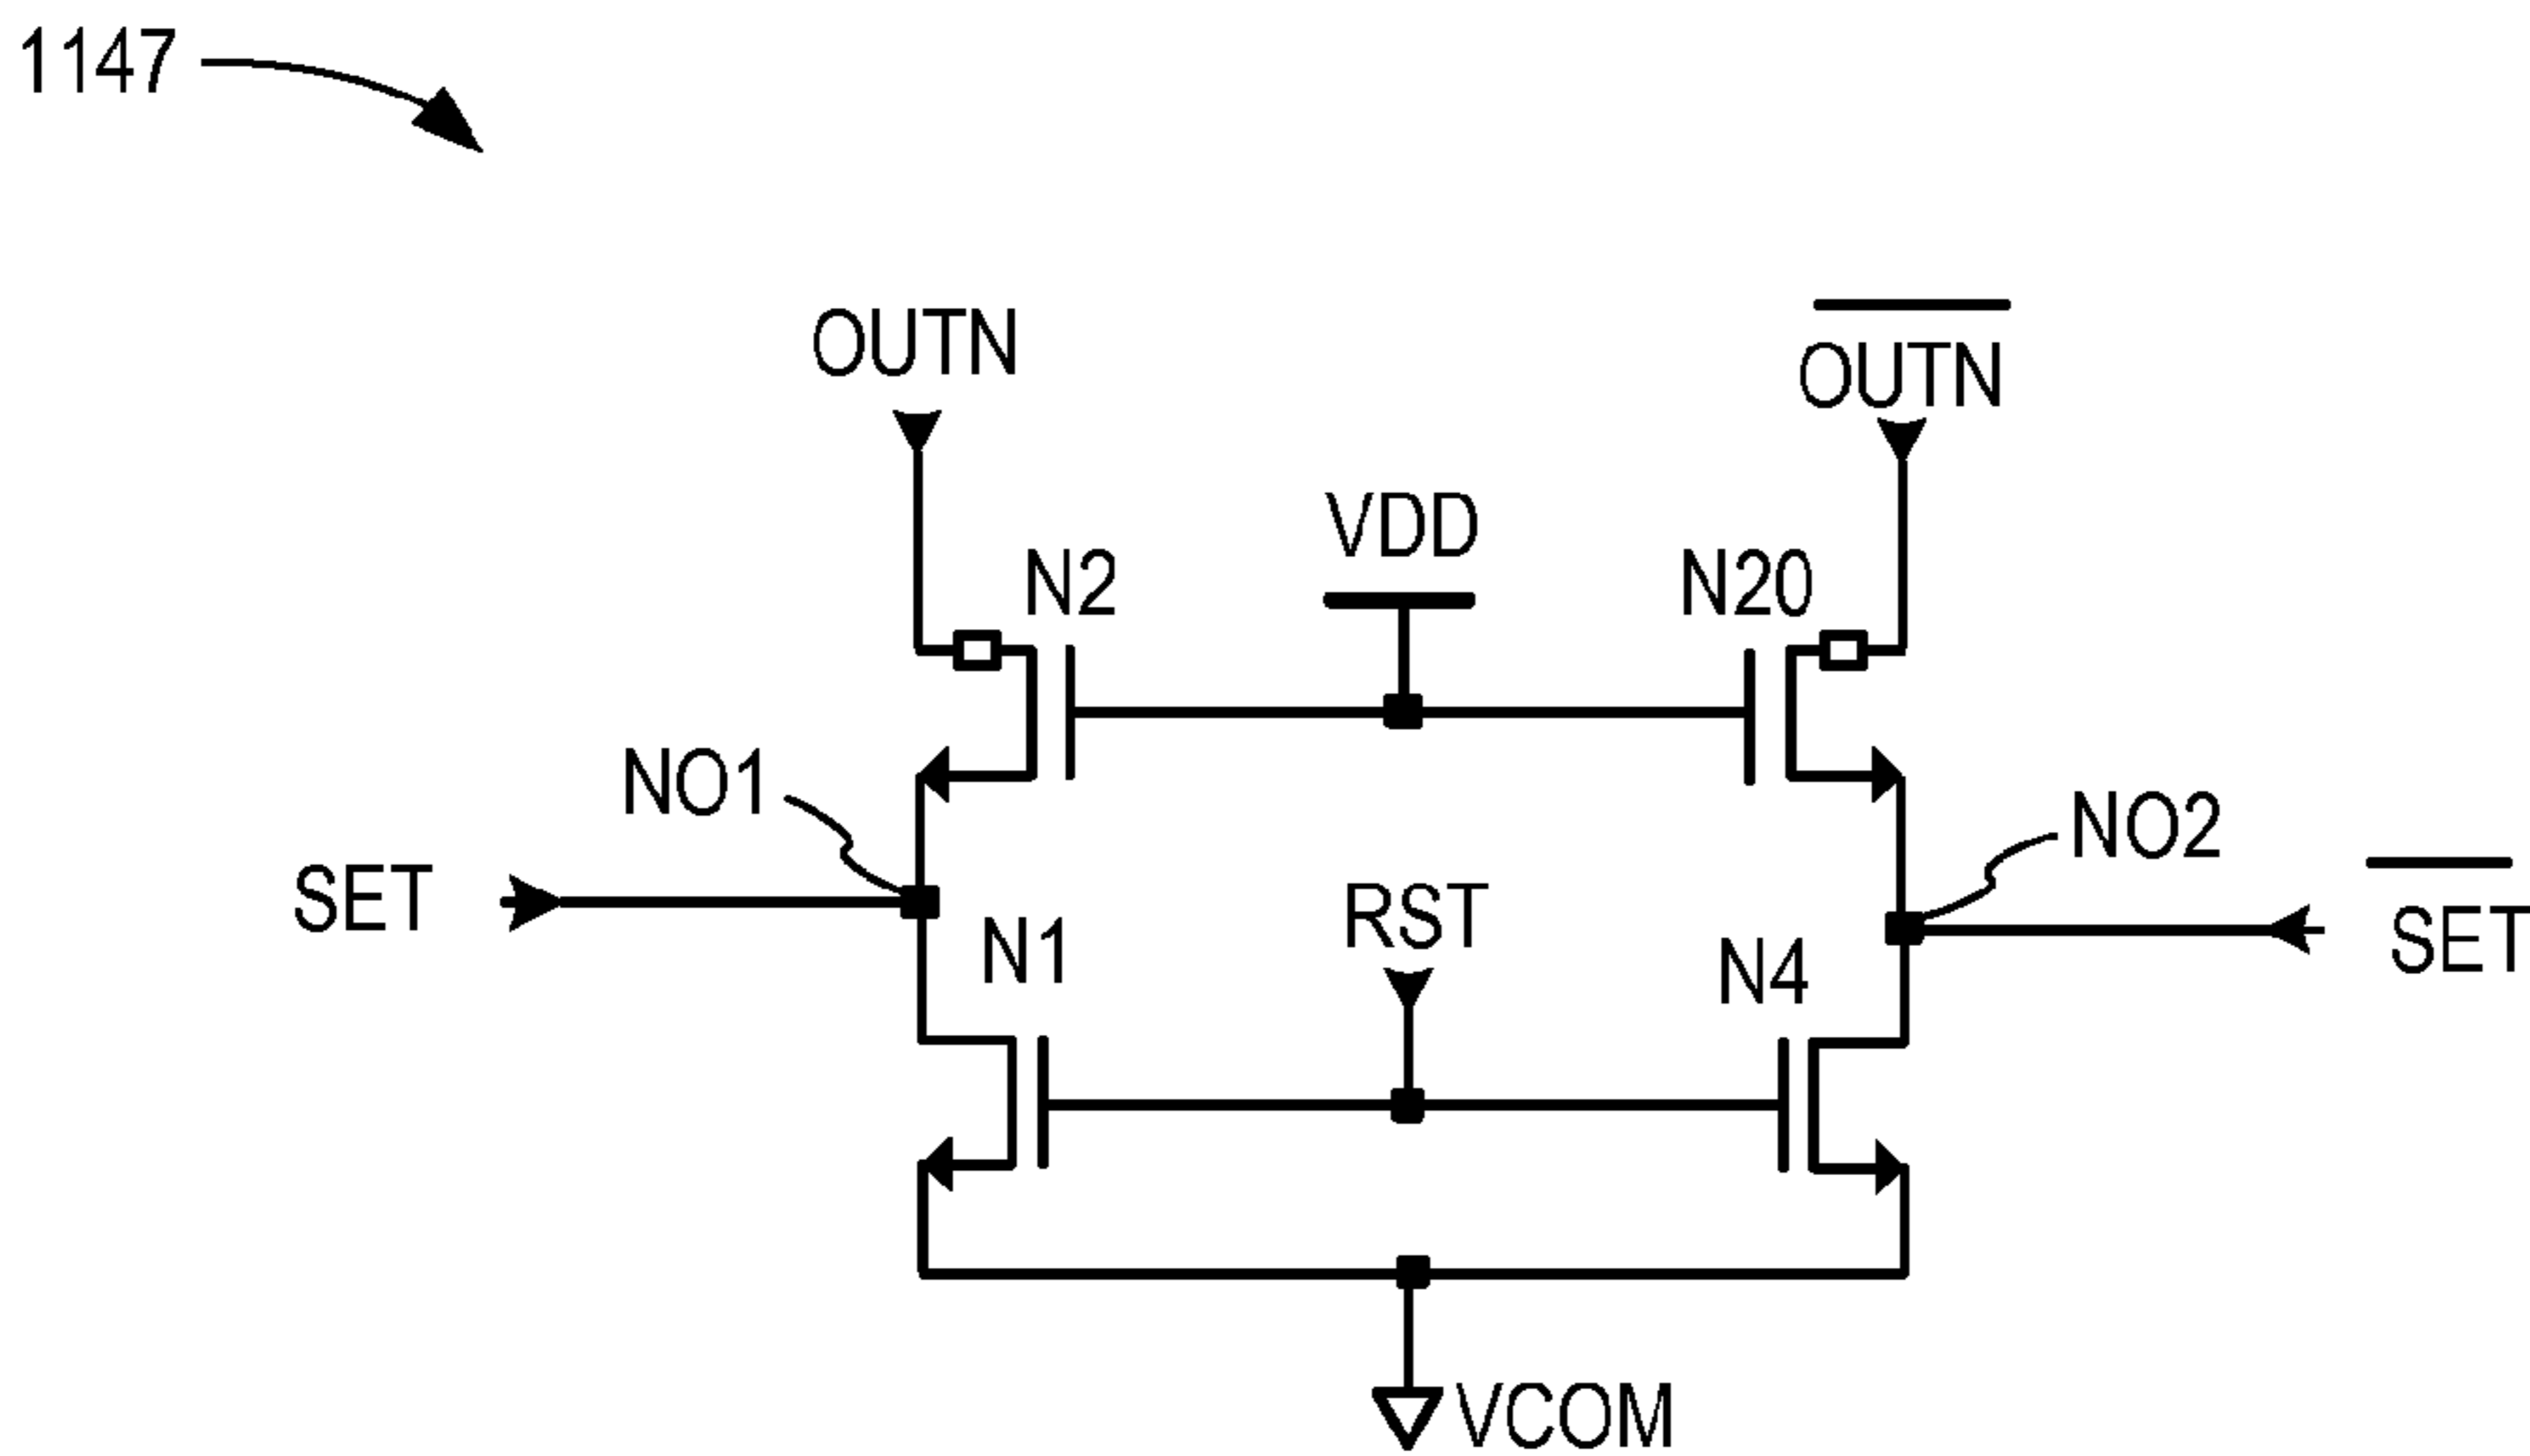 1147
OUTN
OUTN
VDD
N2
N20
NO1
NO2
SET
RST
SET
N1
N4
VCOM